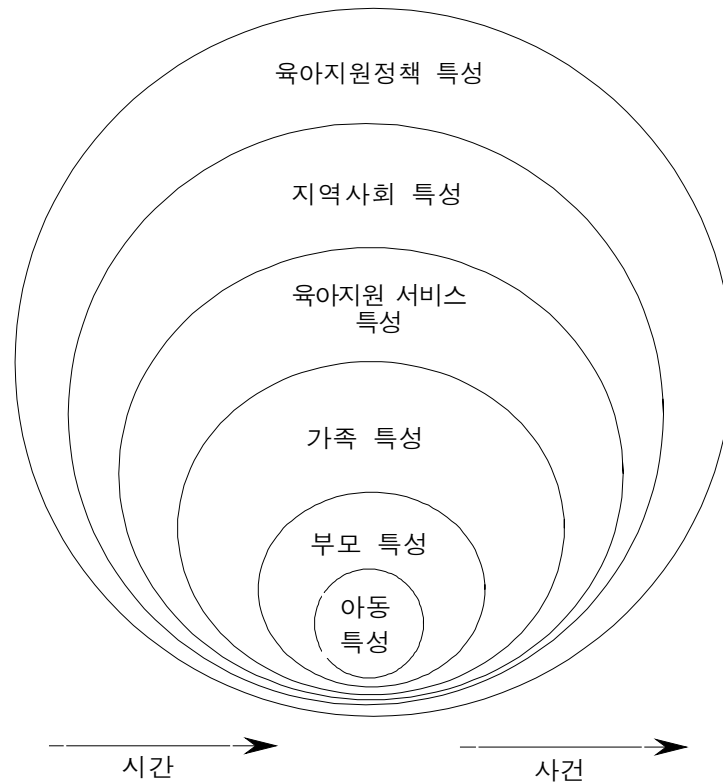 육아지원정책 특성
지역사회 특성
육아지원 서비스
특성
가족 특성
부모 특성
아동
특성
시간
사건